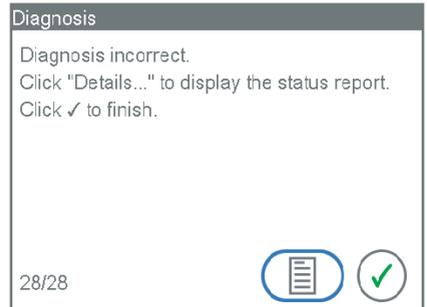 Diagnosis
Diagnosis incorrect.
Click "Details..." to display the status report.
Click ✓ to finish.
28/28